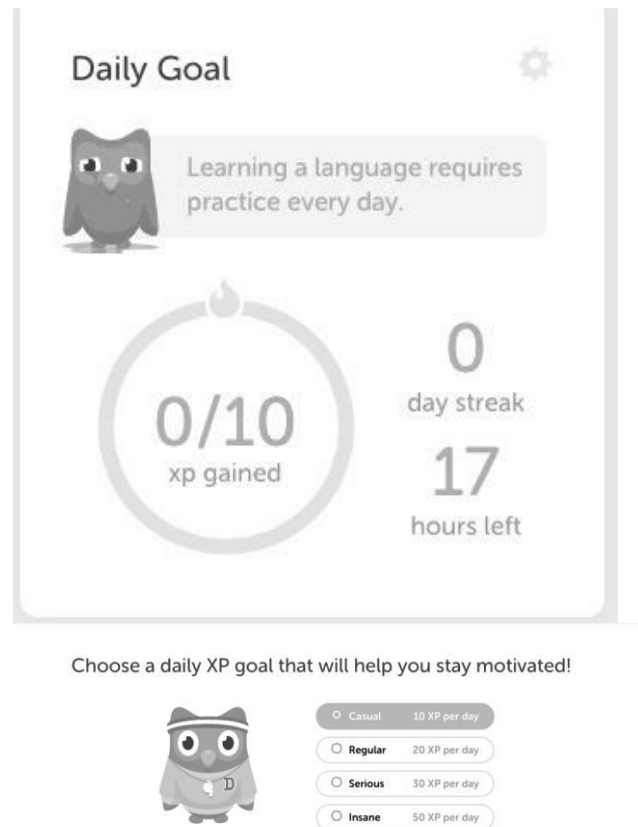 Daily Goal
Learning a language requires
practice every day.
0/10
xp gained
0
day streak
17
hours left
Choose a daily XP goal that will help you stay motivated!
Casual 10 XP per day
Regular 20 XP per day
Serious 30 XP per day
Insane 50 XP per day
D